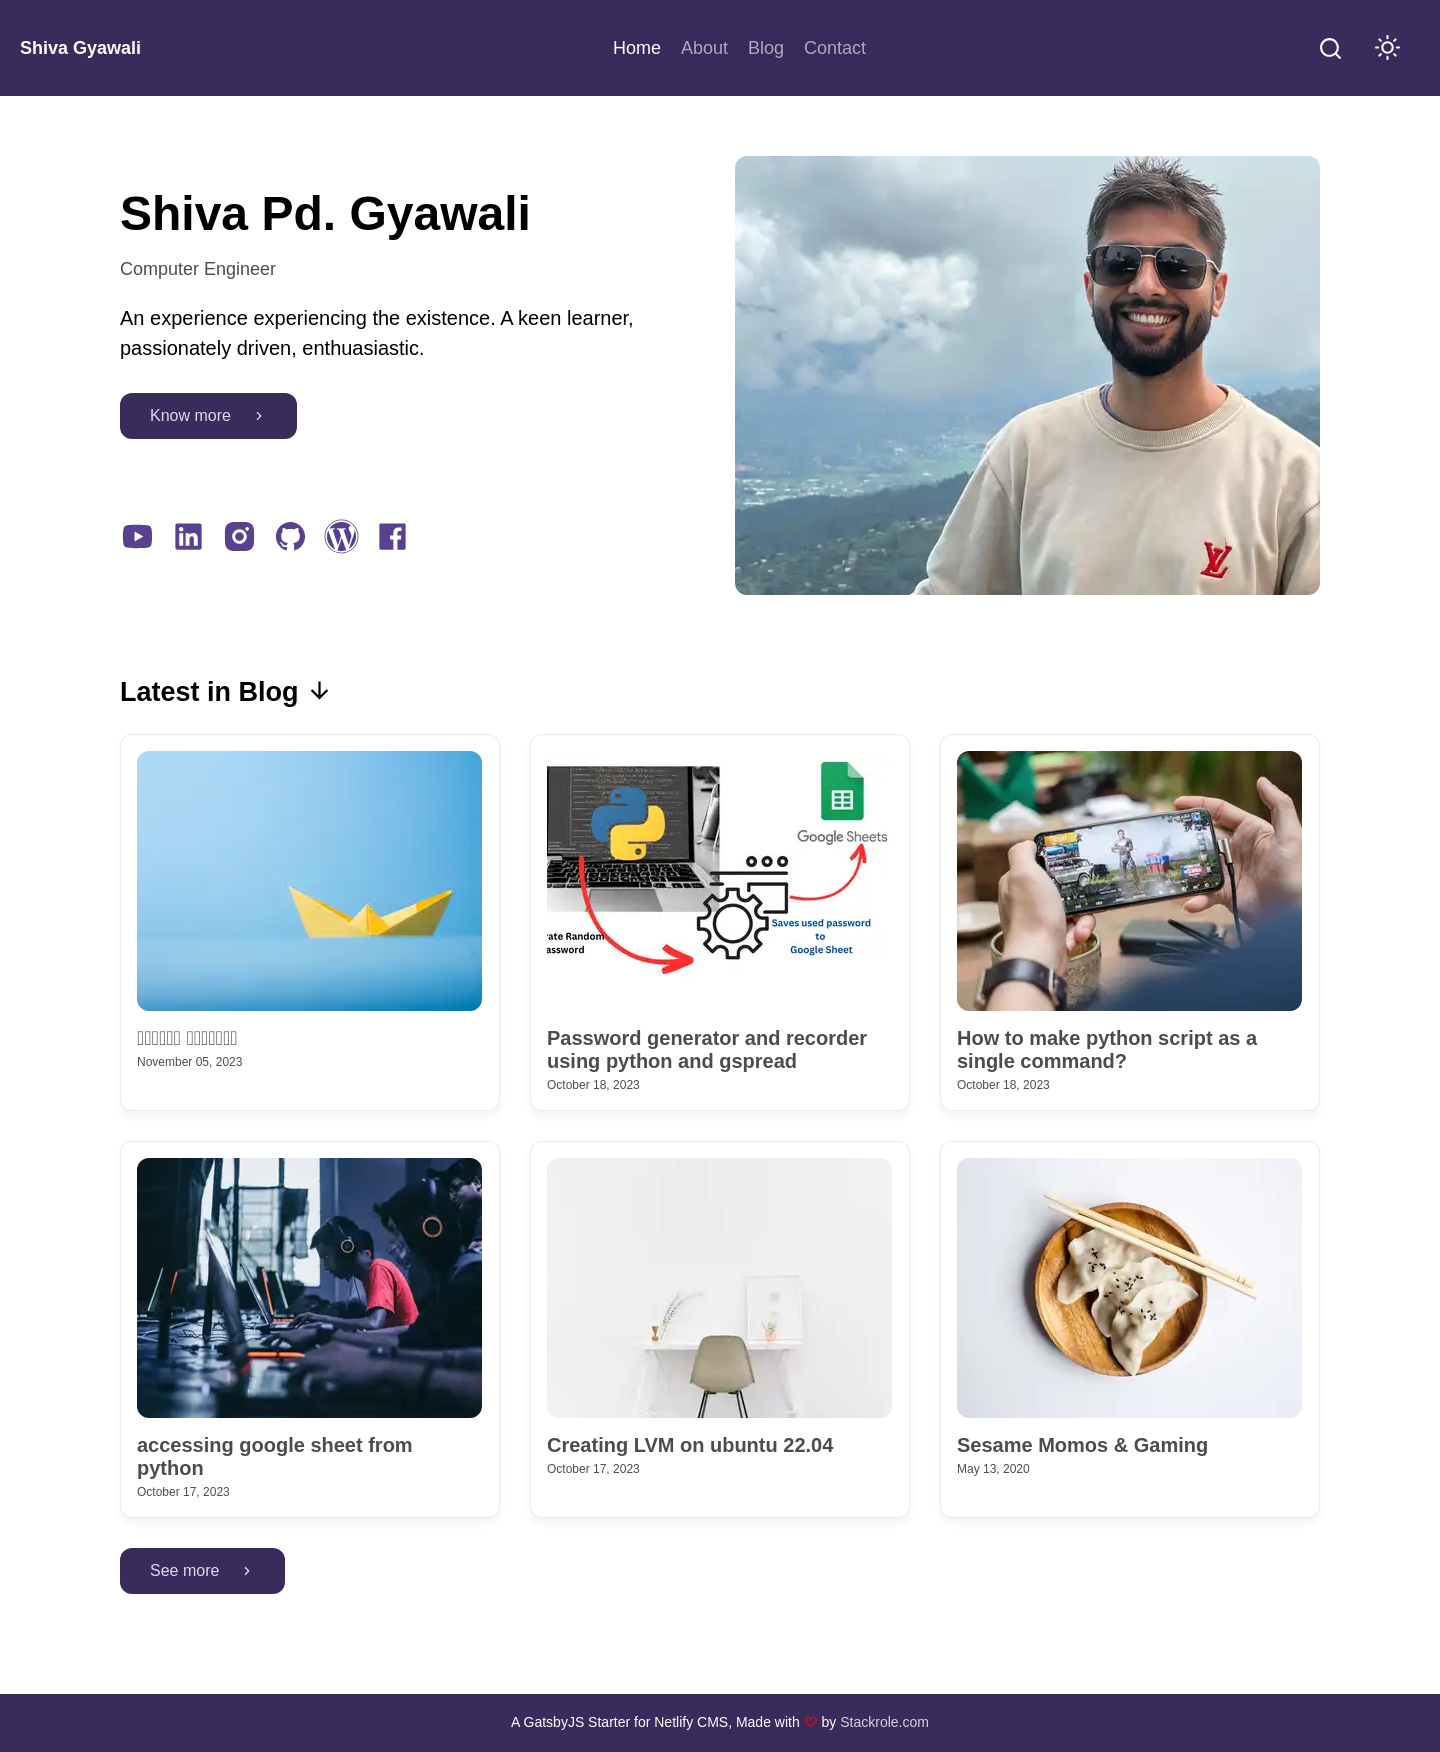 Shiva Gyawali
Home About Blog Contact
Shiva Pd. Gyawali
Computer Engineer
An experience experiencing the existence. A keen learner,
passionately driven, enthuasiastic.
Know more
Latest in Blog
November 05, 2023
Google Sheets
Saves used password
to
Google Sheet
Password generator and recorder
using python and gspread
October 18, 2023
How to make python script as a
single command?
October 18, 2023
accessing google sheet from
python
October 17, 2023
Creating LVM on ubuntu 22.04
October 17, 2023
Sesame Momos & Gaming
May 13, 2020
See more
A GatsbyJS Starter for Netlify CMS, Made with by Stackrole.com